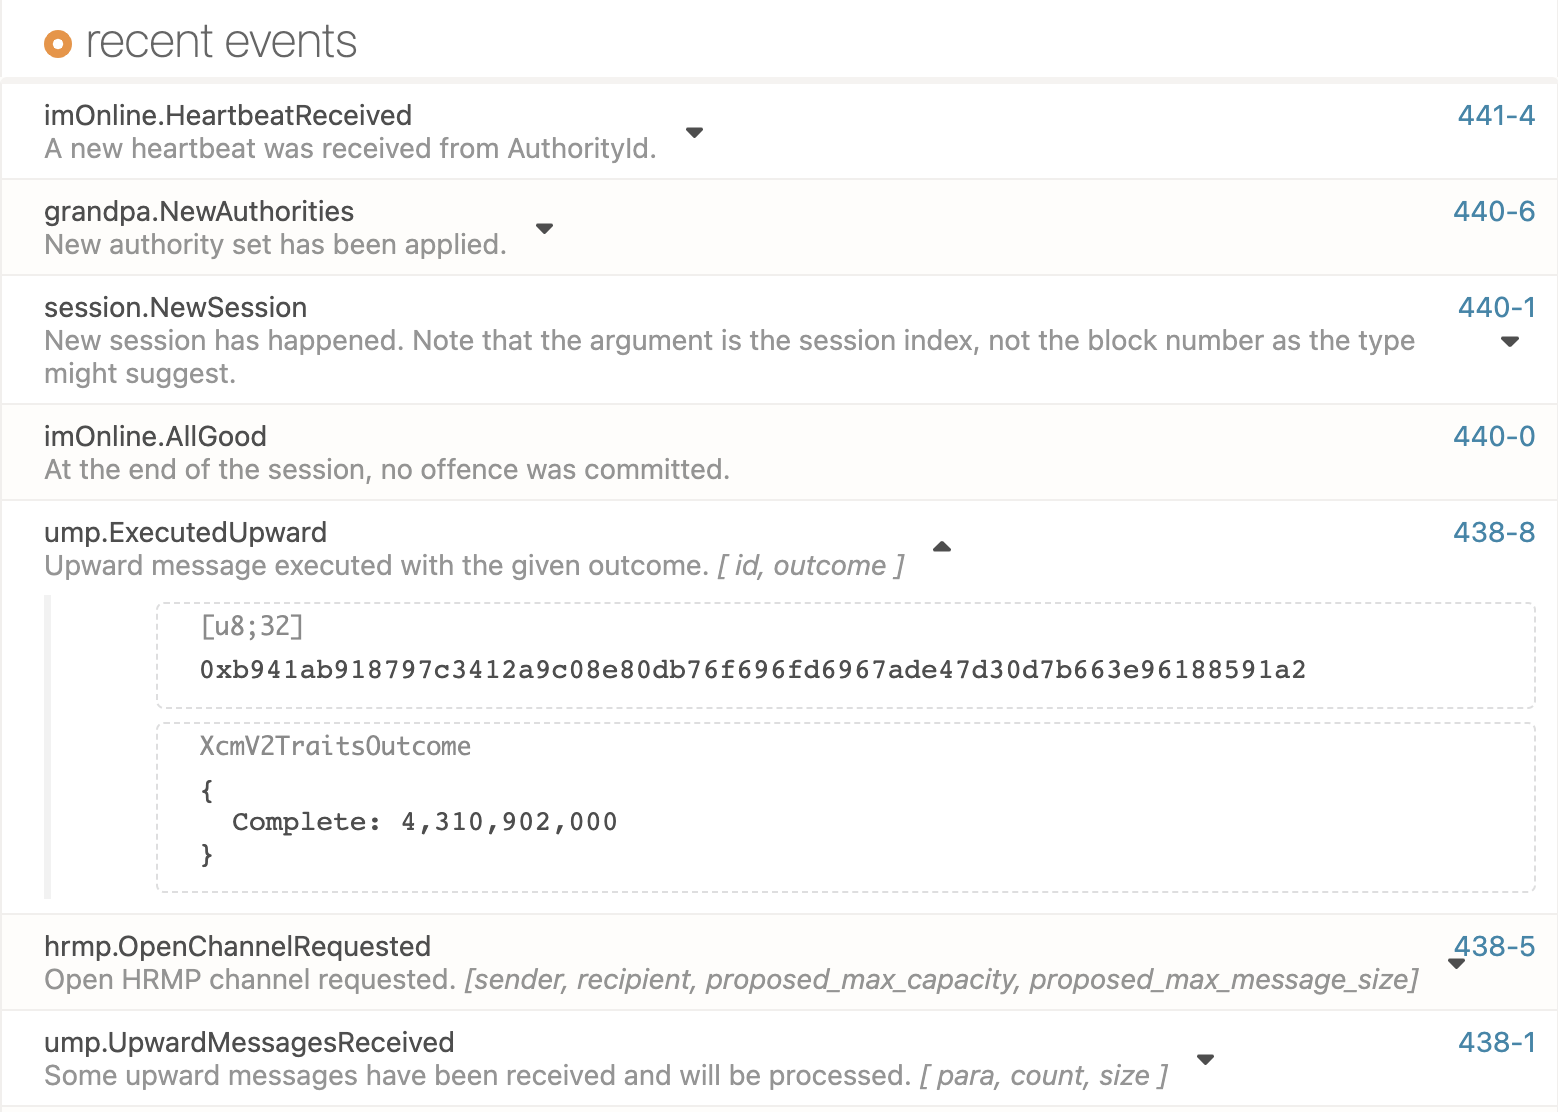 recent events
imOnline.HeartbeatReceived 441-4
A new heartbeat was received from AuthorityId.
grandpa.NewAuthorities 440-6
New authority set has been applied.
session.NewSession 440-1
New session has happened. Note that the argument is the session index, not the block number as the type
might suggest.
imOnline.AllGood 440-0
At the end of the session, no offence was committed.
ump.ExecutedUpward 438-8
Upward message executed with the given outcome. [ id, outcome ]
[u8;32]
0xb941ab918797c3412a9c08e80db76f696fd6967ade47d30d7b663e96188591a2
XcmV2TraitsOutcome
{
Complete: 4,310,902,000
}
hrmp.OpenChannelRequested 438-5
Open HRMP channel requested. [sender, recipient, proposed_max_capacity, proposed_max_message_size]
ump.UpwardMessagesReceived 438-1
Some upward messages have been received and will be processed. [ para, count, size ]